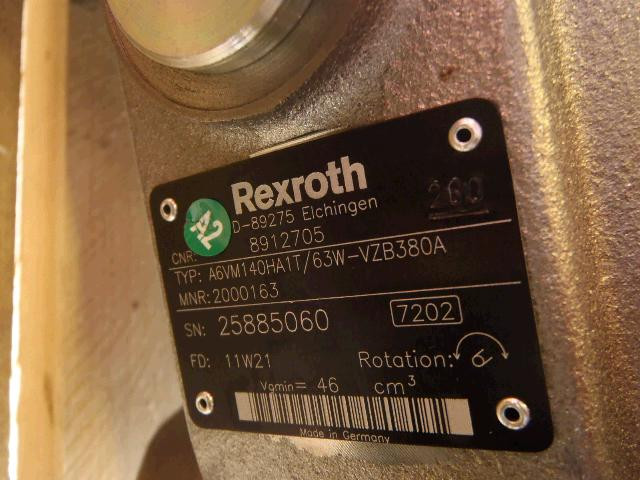 Rexroth
D-89275 Elchingen
280
A2
CNR: 8912705
TYP: A6VM140HA1T/63W-VZB380A
MNR: 2000163
SN: 25885060 7202
FD: 11W21 Rotation:
Vgmin= 46 cm³
Made in Germany